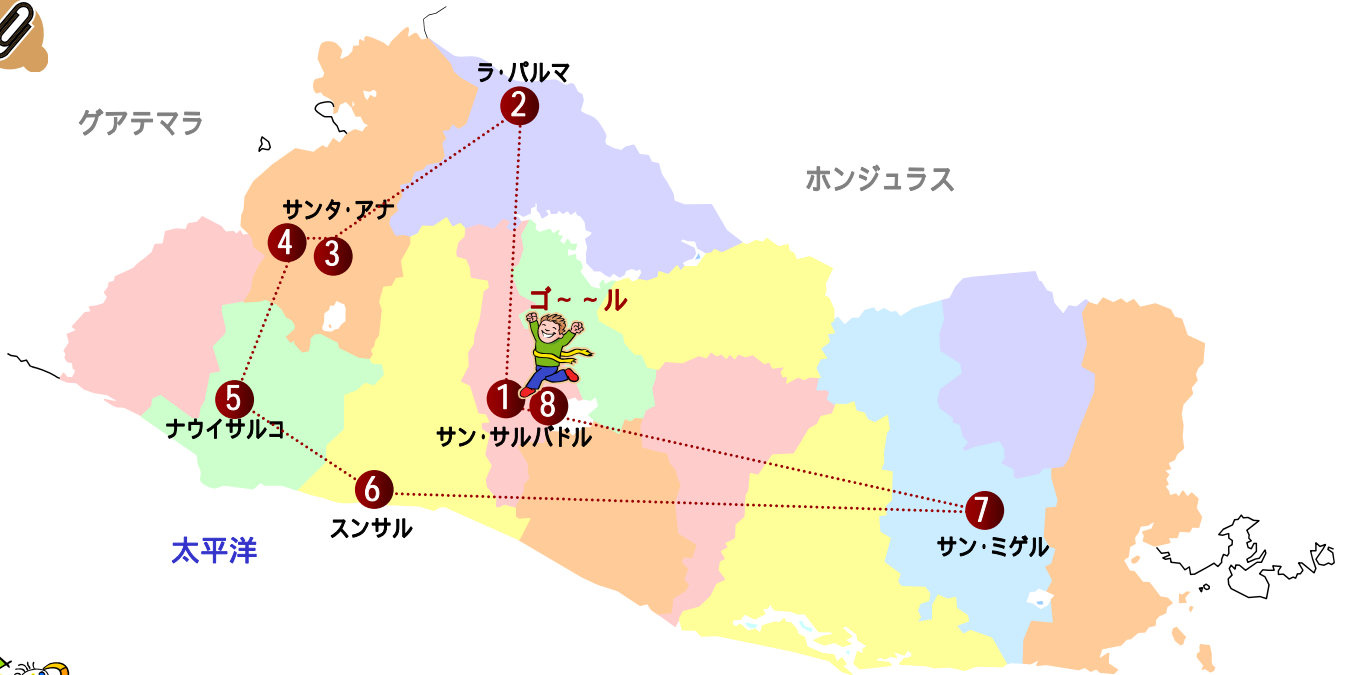 ラ・パルマ
2
グアテマラ
ホンジュラス
サンタ・アナ
4
3
ゴ~~ル
5
1
8
ナウイサルコ
サン・サルバドル
6
7
スンサル
サン・ミゲル
太平洋